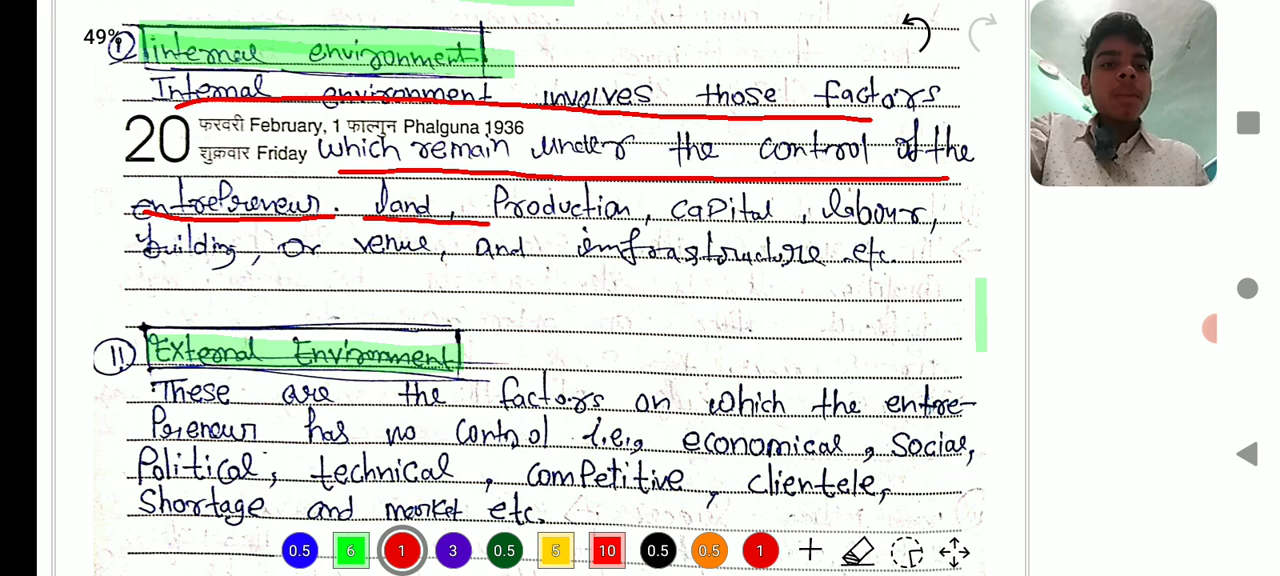 49%
① internal environment
Internal environment involves those factors
20 फरवरी February, 1 फाल्गुन Phalguna 1936
शुक्रवार Friday which remain under the control of the
entrepreneur. land, Production, capital, labour,
building, or venue, and imfrastructure etc.
11 External Environment
These are the factors on which the entre-
preneur has no control i.e., economical, social,
Political, technical, competitive, clientele,
Shortage and market etc.
0.5 6 1 3 0.5 5 10 0.5 0.5 1